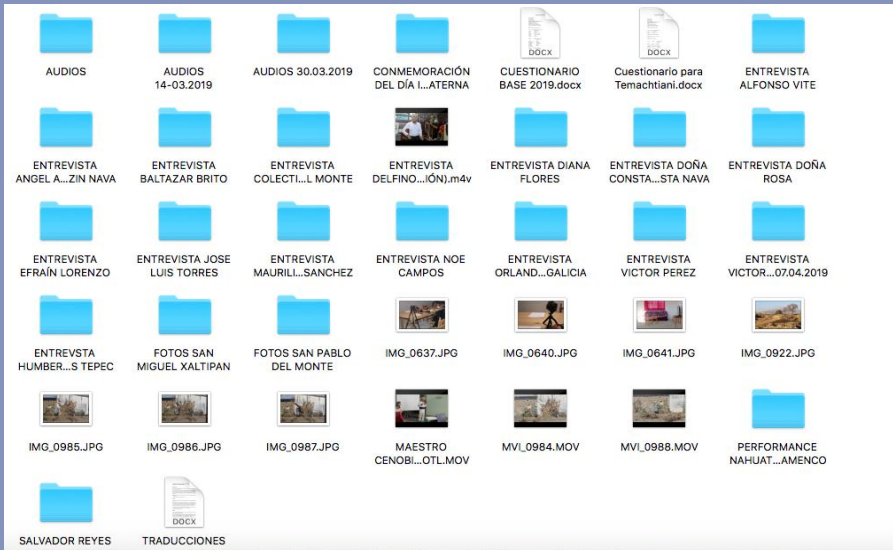 AUDIOS
AUDIOS
14-03.2019
AUDIOS 30.03.2019
CONMEMORACIÓN
DEL DÍA I...ATERNA
DOCX
CUESTIONARIO
BASE 2019.docx
DOCX
Cuestionario para
Temachtiani.docx
ENTREVISTA
ALFONSO VITE
ENTREVISTA
ANGEL A...ZIN NAVA
ENTREVISTA
BALTAZAR BRITO
ENTREVISTA
COLECTI...L MONTE
ENTREVISTA
DELFINO...IÓN).m4v
ENTREVISTA DIANA
FLORES
ENTREVISTA DOÑA
CONSTA...STA NAVA
ENTREVISTA DOÑA
ROSA
ENTREVISTA
EFRAÍN LORENZO
ENTREVISTA JOSE
LUIS TORRES
ENTREVISTA
MAURILI...SANCHEZ
ENTREVISTA NOE
CAMPOS
ENTREVISTA
ORLAND...GALICIA
ENTREVISTA
VICTOR PEREZ
ENTREVISTA
VICTOR...07.04.2019
ENTREVSTA
HUMBER...S TEPEC
FOTOS SAN
MIGUEL XALTIPAN
FOTOS SAN PABLO
DEL MONTE
IMG_0637.JPG
IMG_0640.JPG
IMG_0641.JPG
IMG_0922.JPG
IMG_0985.JPG
IMG_0986.JPG
IMG_0987.JPG
MAESTRO
CENOBI...OTL.MOV
MVI_0984.MOV
MVI_0988.MOV
PERFORMANCE
NAHUAT...AMENCO
SALVADOR REYES
DOCX
TRADUCCIONES